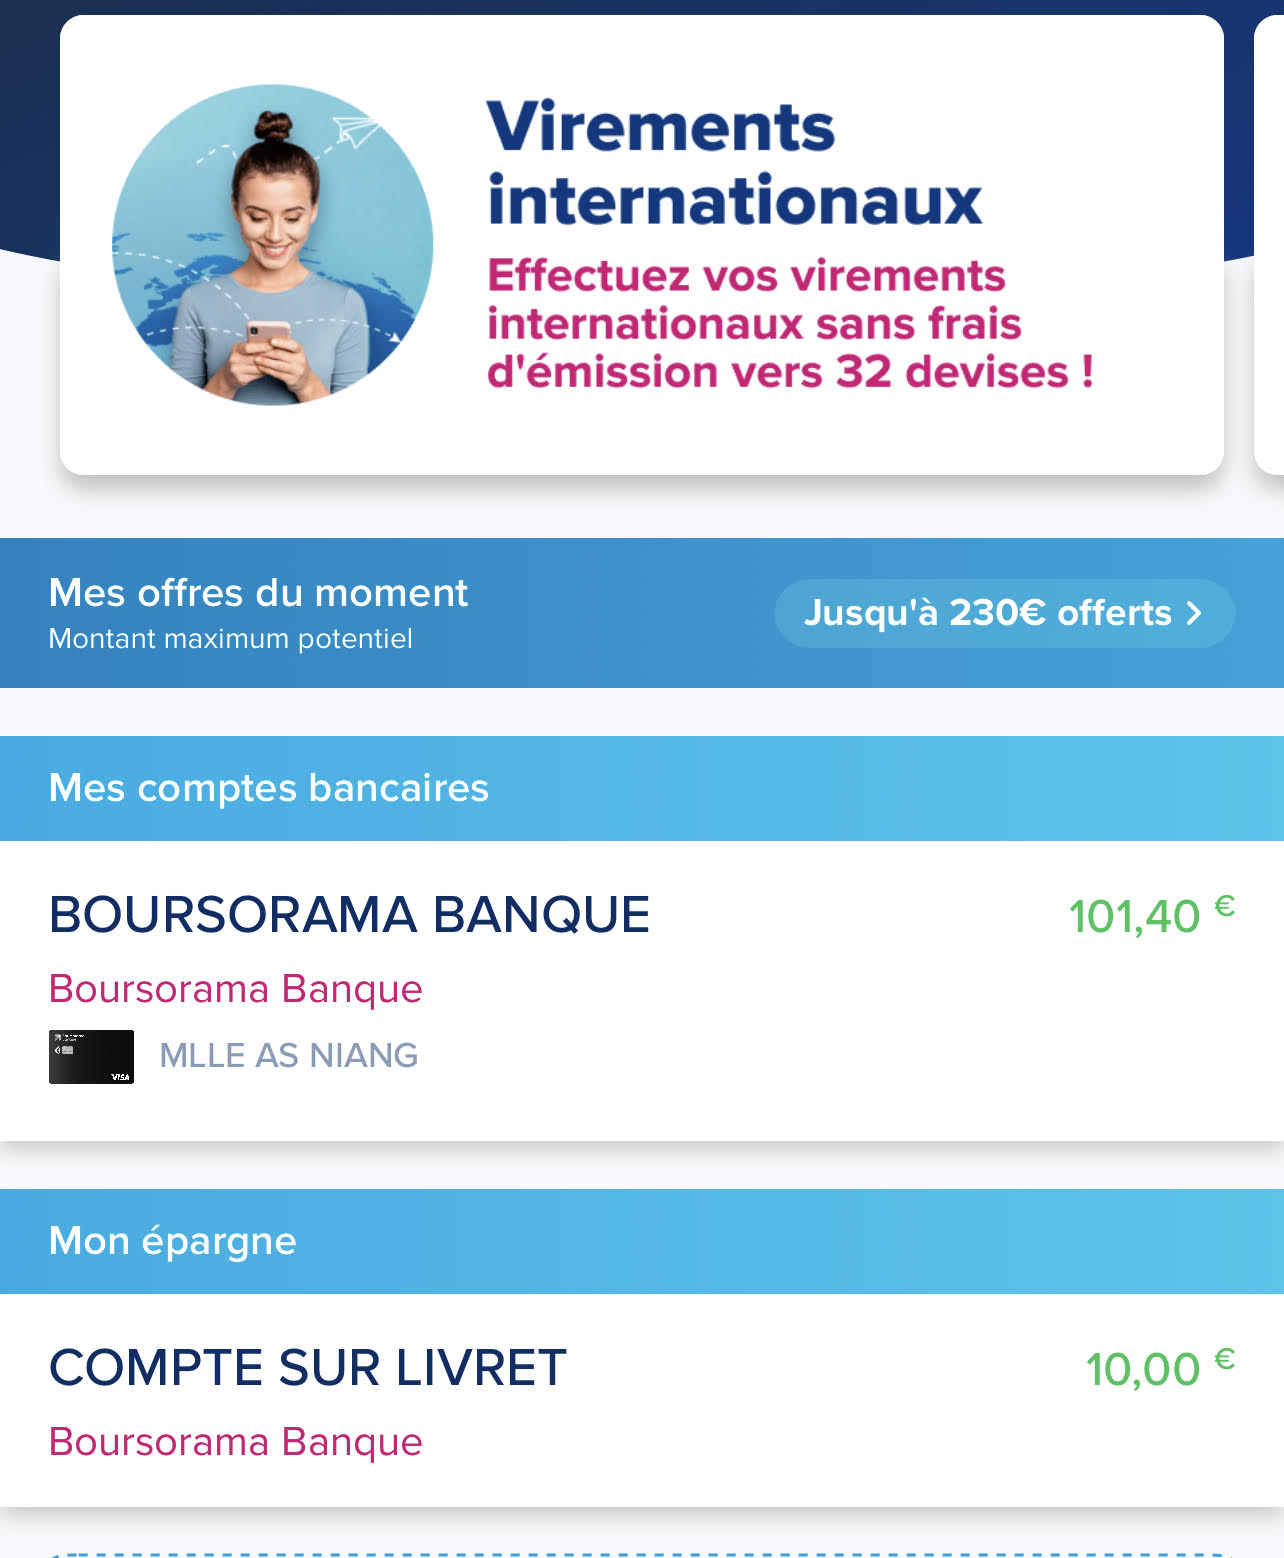 Virements
internationaux
Effectuez vos virements
internationaux sans frais
d'émission vers 32 devises !
Mes offres du moment
Montant maximum potentiel
Jusqu'à 230€ offerts
Mes comptes bancaires
BOURSORAMA BANQUE
101,40 €
Boursorama Banque
VISA
MLLE AS NIANG
Mon épargne
COMPTE SUR LIVRET
10,00 €
Boursorama Banque